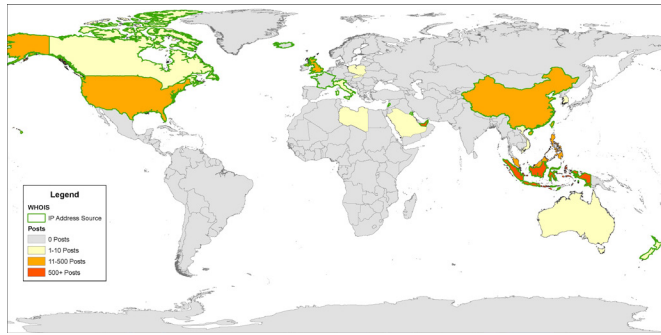 Legend
WHOIS
IP Address Source
Posts
0 Posts
1-10 Posts
11-500 Posts
500+ Posts